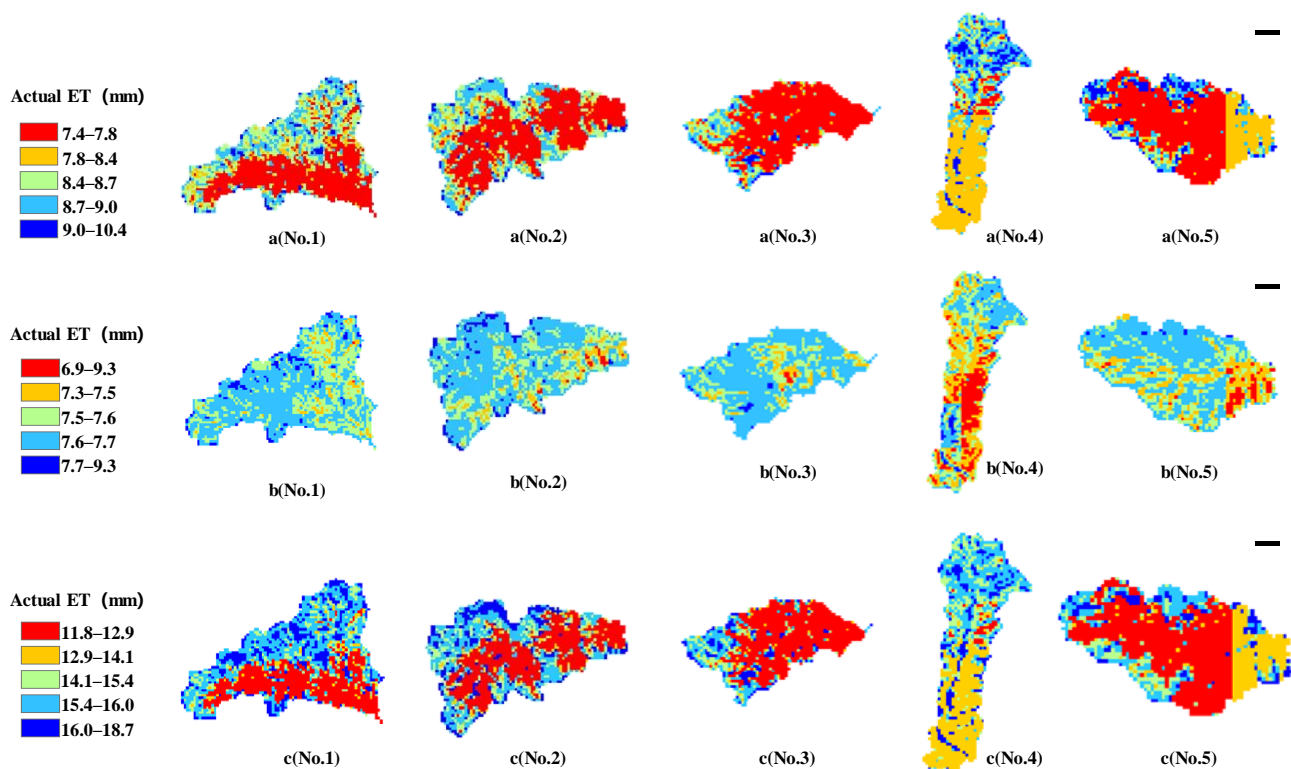 Actual ET (mm)
7.4–7.8
7.8–8.4
8.4–8.7
8.7–9.0
9.0–10.4
a(No.1)
a(No.2)
a(No.3)
a(No.4)
a(No.5)
Actual ET (mm)
6.9–9.3
7.3–7.5
7.5–7.6
7.6–7.7
7.7–9.3
b(No.1)
b(No.2)
b(No.3)
b(No.4)
b(No.5)
Actual ET (mm)
11.8–12.9
12.9–14.1
14.1–15.4
15.4–16.0
16.0–18.7
c(No.1)
c(No.2)
c(No.3)
c(No.4)
c(No.5)